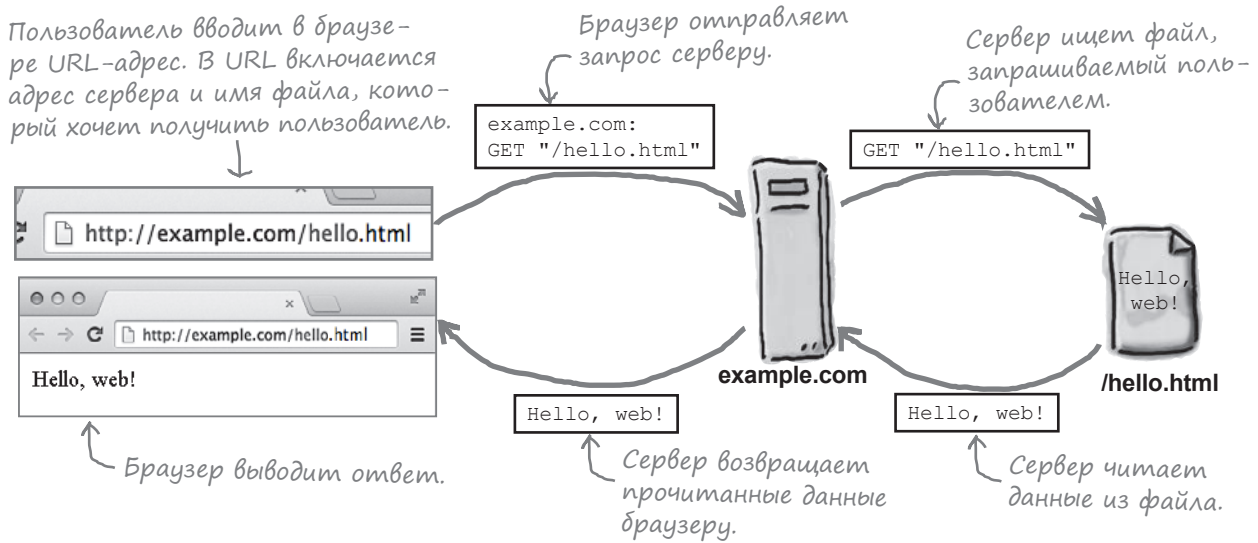 Пользователь вводит в браузе-
ре URL-адрес. В URL включается
адрес сервера и имя файла, кото-
рый хочет получить пользователь.
Браузер отправляет
запрос серверу.
Сервер ищет файл,
запрашиваемый поль-
зователем.
example.com:
GET "/hello.html"
GET "/hello.html"
http://example.com/hello.html
http://example.com/hello.html
Hello, web!
Hello,
web!
example.com
/hello.html
Hello, web!
Hello, web!
Браузер выводит ответ.
Сервер возвращает
прочитанные данные
браузеру.
Сервер читает
данные из файла.